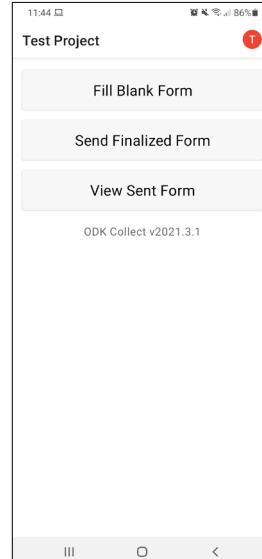 11:44 86%
Test Project T
Fill Blank Form
Send Finalized Form
View Sent Form
ODK Collect v2021.3.1